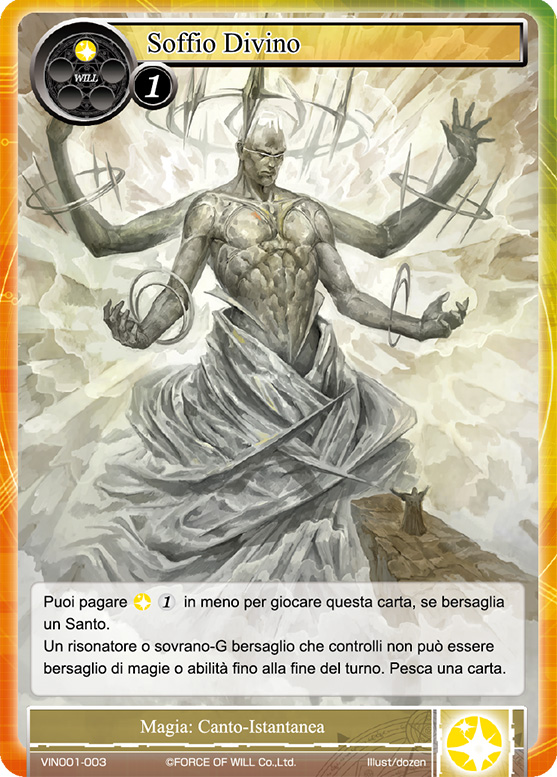 Soffio Divino
WILL
1
Puoi pagare 1 in meno per giocare questa carta, se bersaglia
un Santo.
Un risonatore o sovrano-G bersaglio che controlli non può essere
bersaglio di magie o abilità fino alla fine del turno. Pesca una carta.
Magia: Canto-Istantanea
VIN001-003 ©FORCE OF WILL Co.,Ltd. Illust/dozen